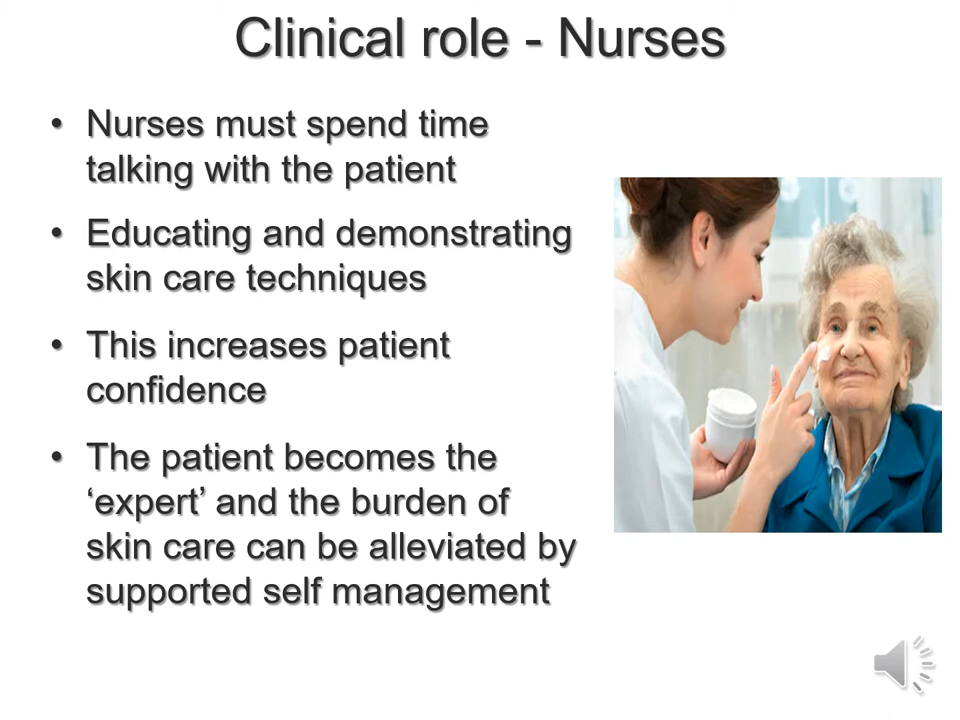 Clinical role - Nurses
• Nurses must spend time
talking with the patient
• Educating and demonstrating
skin care techniques
• This increases patient
confidence
• The patient becomes the
‘expert’ and the burden of
skin care can be alleviated by
supported self management